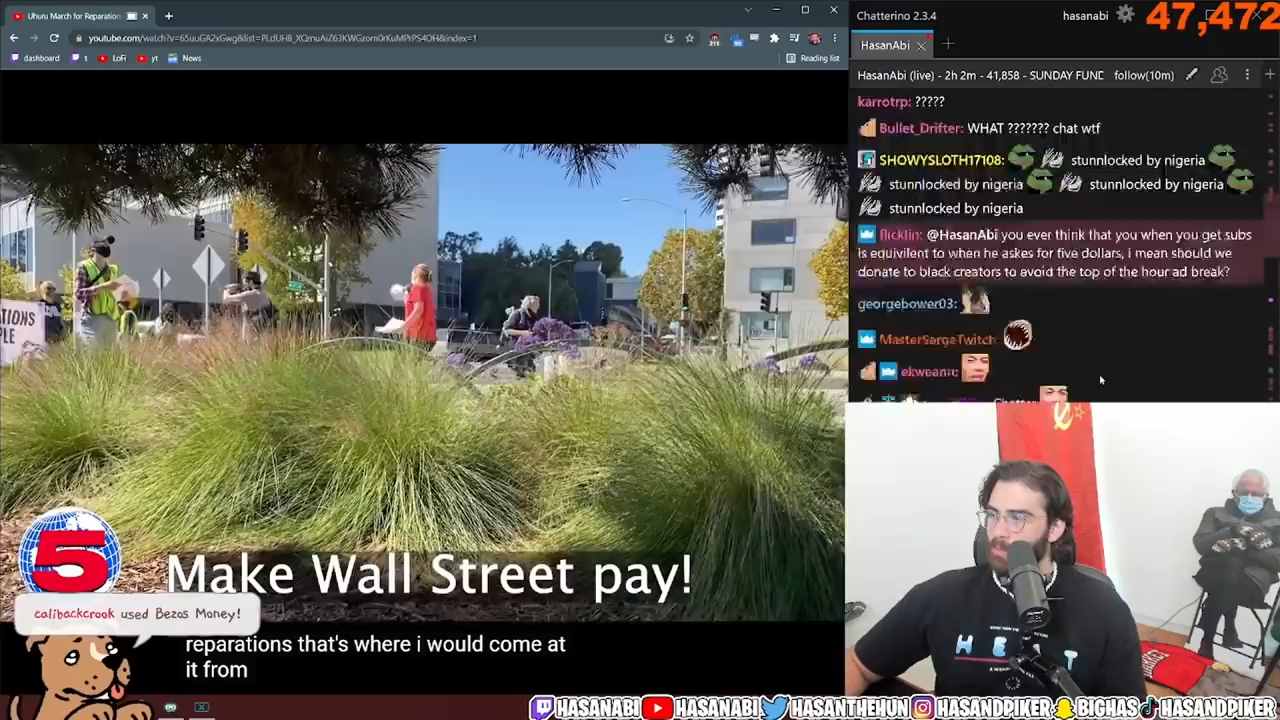 Uhuru March for Reparation
youtube.com/watch?v=65uuGA2xGwg&list=PLdUH8_XQmuAiZ63KWGzom0rKuMPrPS4OH&index=1
dashboard
t
LoFi
yt
News
Reading list
Chatterino 2.3.4
hasanabi
47,472
HasanAbi
HasanAbi (live) - 2h 2m - 41,858 - SUNDAY FUND
follow(10m)
karrotrp: ?????
Bullet_Drifter: WHAT ??????? chat wtf
SHOWYSLOTH17108: stunnlocked by nigeria
stunnlocked by nigeria stunnlocked by nigeria
stunnlocked by nigeria
flicklin: @HasanAbi you ever think that you when you get subs
is equivilent to when he asks for five dollars, i mean should we
donate to black creators to avoid the top of the hour ad break?
georgebower03:
MasterSargeTwitch:
ATIONS
PLE
Make Wall Street pay!
5
calibackcrook used Bezos Money!
reparations that's where i would come at
it from
HEAT
HASANABI HASANABI HASANTHEHUN HASANDPIKER BIGHAS HASANDPIKER